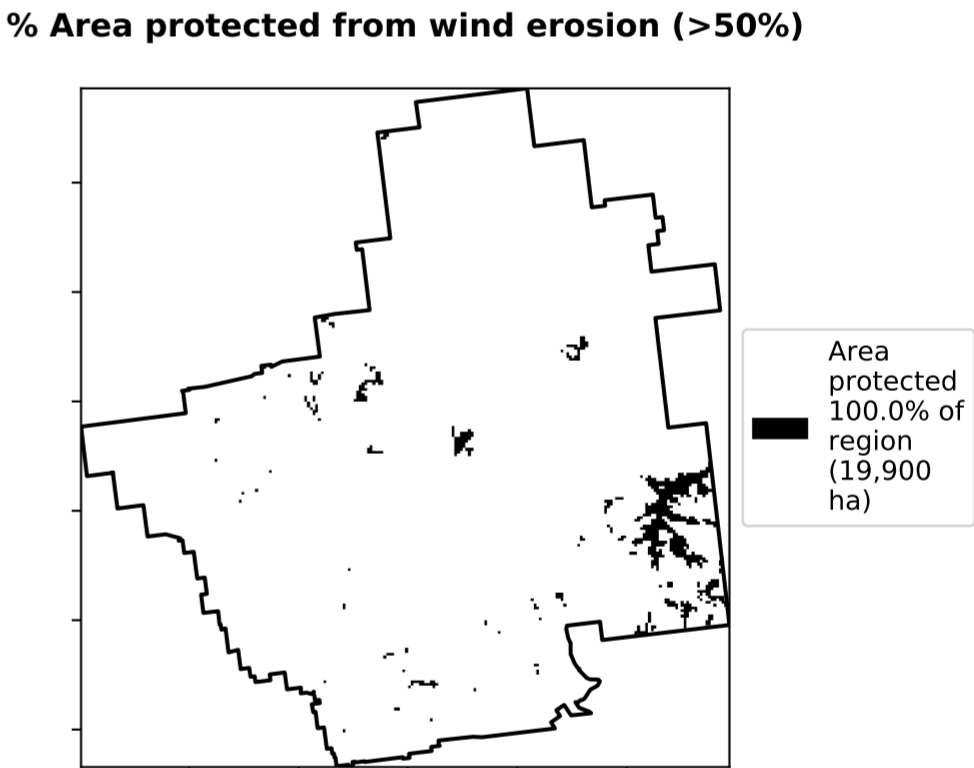 % Area protected from wind erosion (>50%)
Area
protected
100.0% of
region
(19,900
ha)